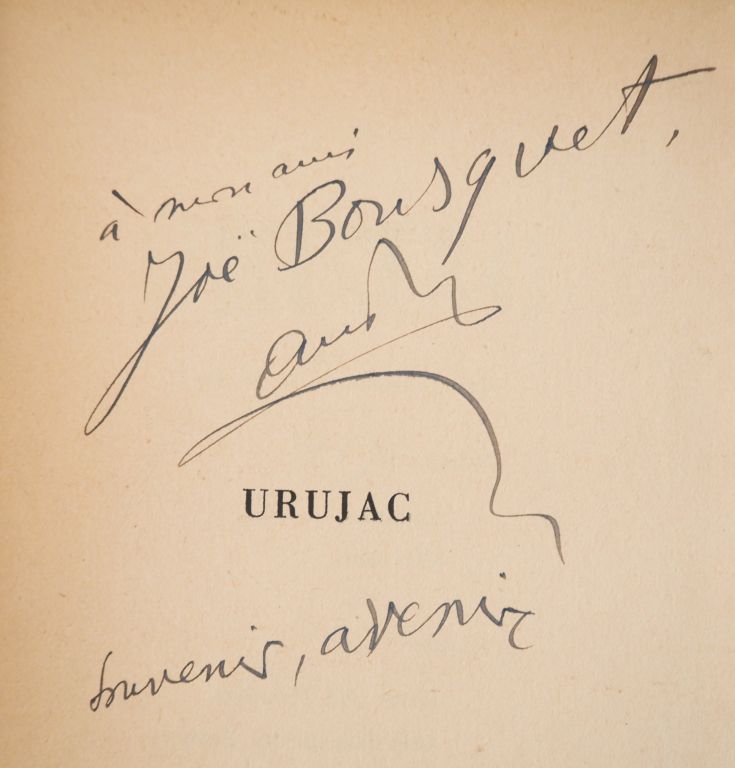 à mon ami
Joë Bousquet,
URUJAC
souvenir, avenir